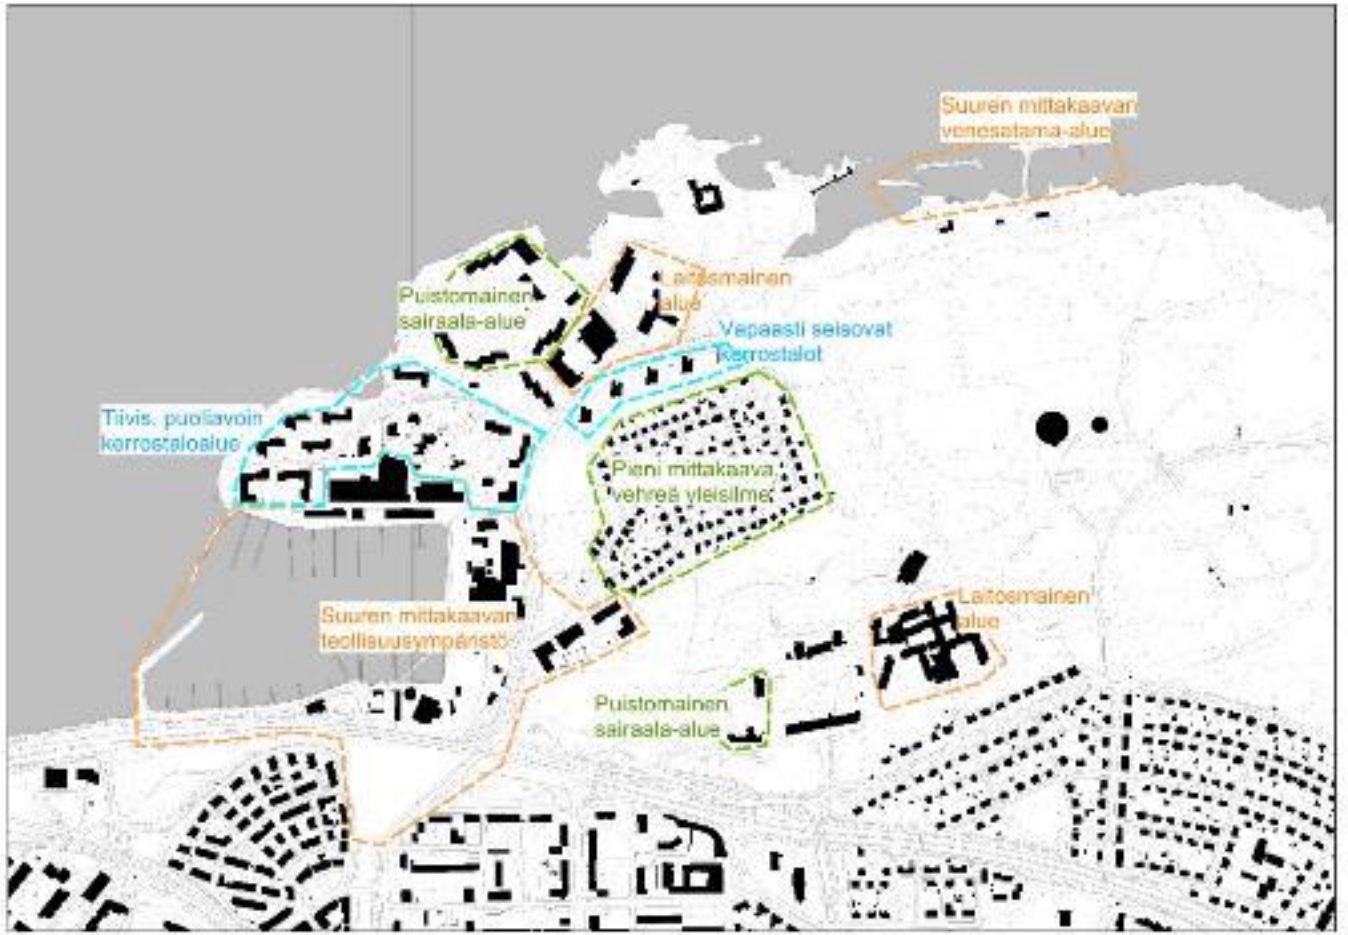 Suuren mittakaavan
venesatama-alue
Laitosmainen
alue
Puistomainen
sairaala-alue
Vapaasti seisovat
kerrostalot
Tiivis, puoliavoin
kerrostaloalue
Pieni mittakaava,
vehreä yleisilme
Suuren mittakaavan
teollisuusympäristö
Laitosmainen
alue
Puistomainen
sairaala-alue